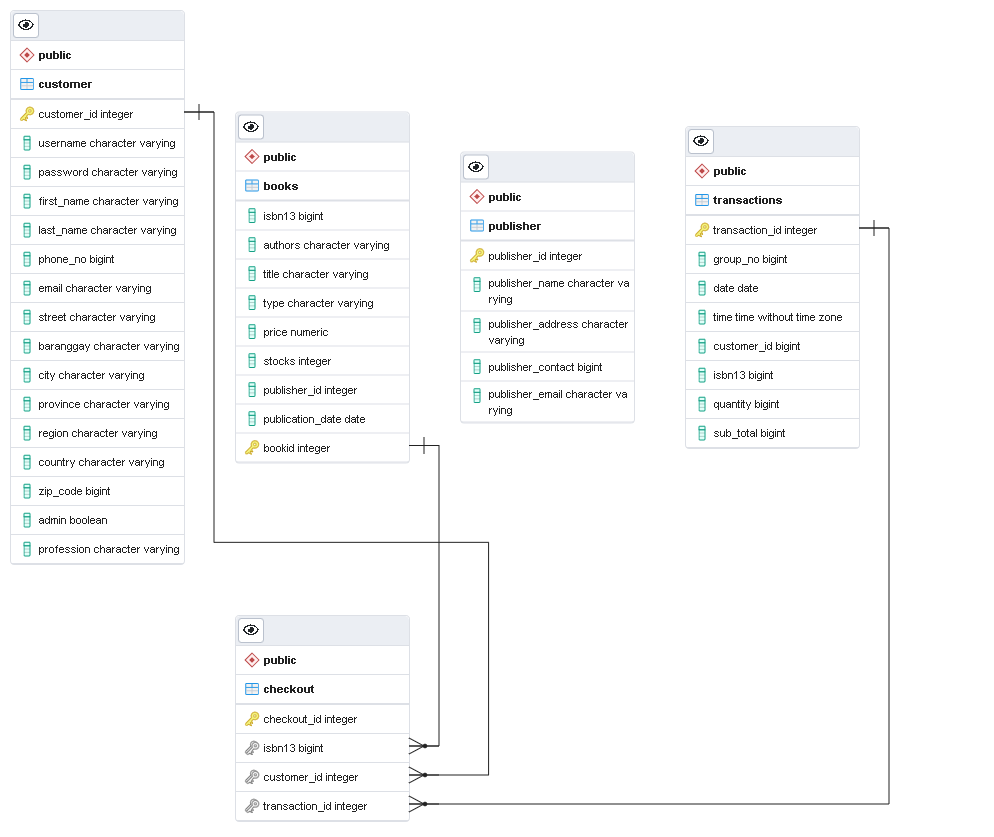 public
customer
customer_id integer
username character varying
password character varying
first_name character varying
last_name character varying
phone_no bigint
email character varying
street character varying
baranggay character varying
city character varying
province character varying
region character varying
country character varying
zip_code bigint
admin boolean
profession character varying
public
books
isbn13 bigint
authors character varying
title character varying
type character varying
price numeric
stocks integer
publisher_id integer
publication_date date
bookid integer
public
publisher
publisher_id integer
publisher_name character va
rying
publisher_address character
varying
publisher_contact bigint
publisher_email character va
rying
public
transactions
transaction_id integer
group_no bigint
date date
time time without time zone
customer_id bigint
isbn13 bigint
quantity bigint
sub_total bigint
public
checkout
checkout_id integer
isbn13 bigint
customer_id integer
transaction_id integer